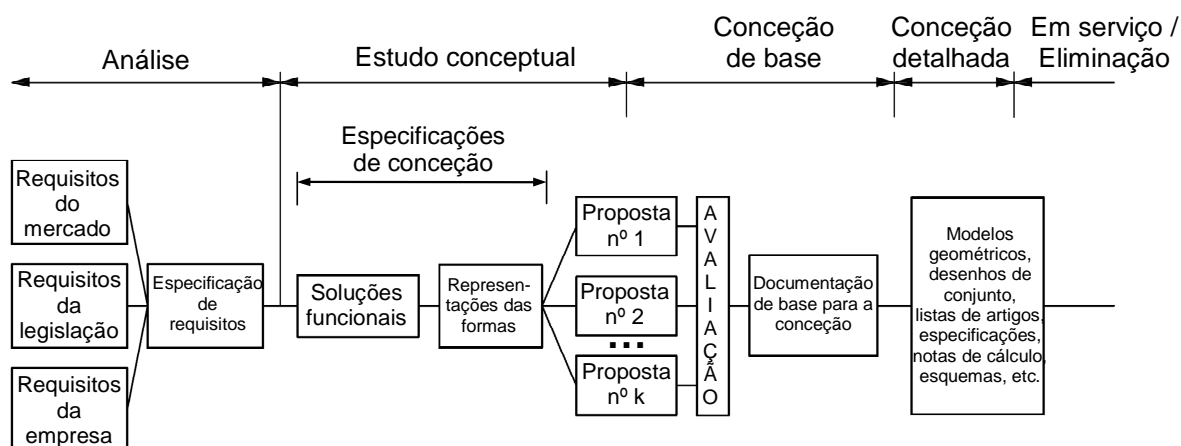 Análise
Estudo conceptual
Conceção
de base
Conceção
detalhada
Em serviço /
Eliminação
Especificações
de conceção
Requisitos
do
mercado
Requisitos
da
legislação
Requisitos
da
empresa
Especificação
de
requisitos
Soluções
funcionais
Represen-
tações das
formas
Proposta
nº 1
Proposta
nº 2
...
Proposta
nº k
AVALIAÇÃO
Documentação
de base para a
conceção
Modelos
geométricos,
desenhos de
conjunto,
listas de artigos,
especificações,
notas de cálculo,
esquemas, etc.